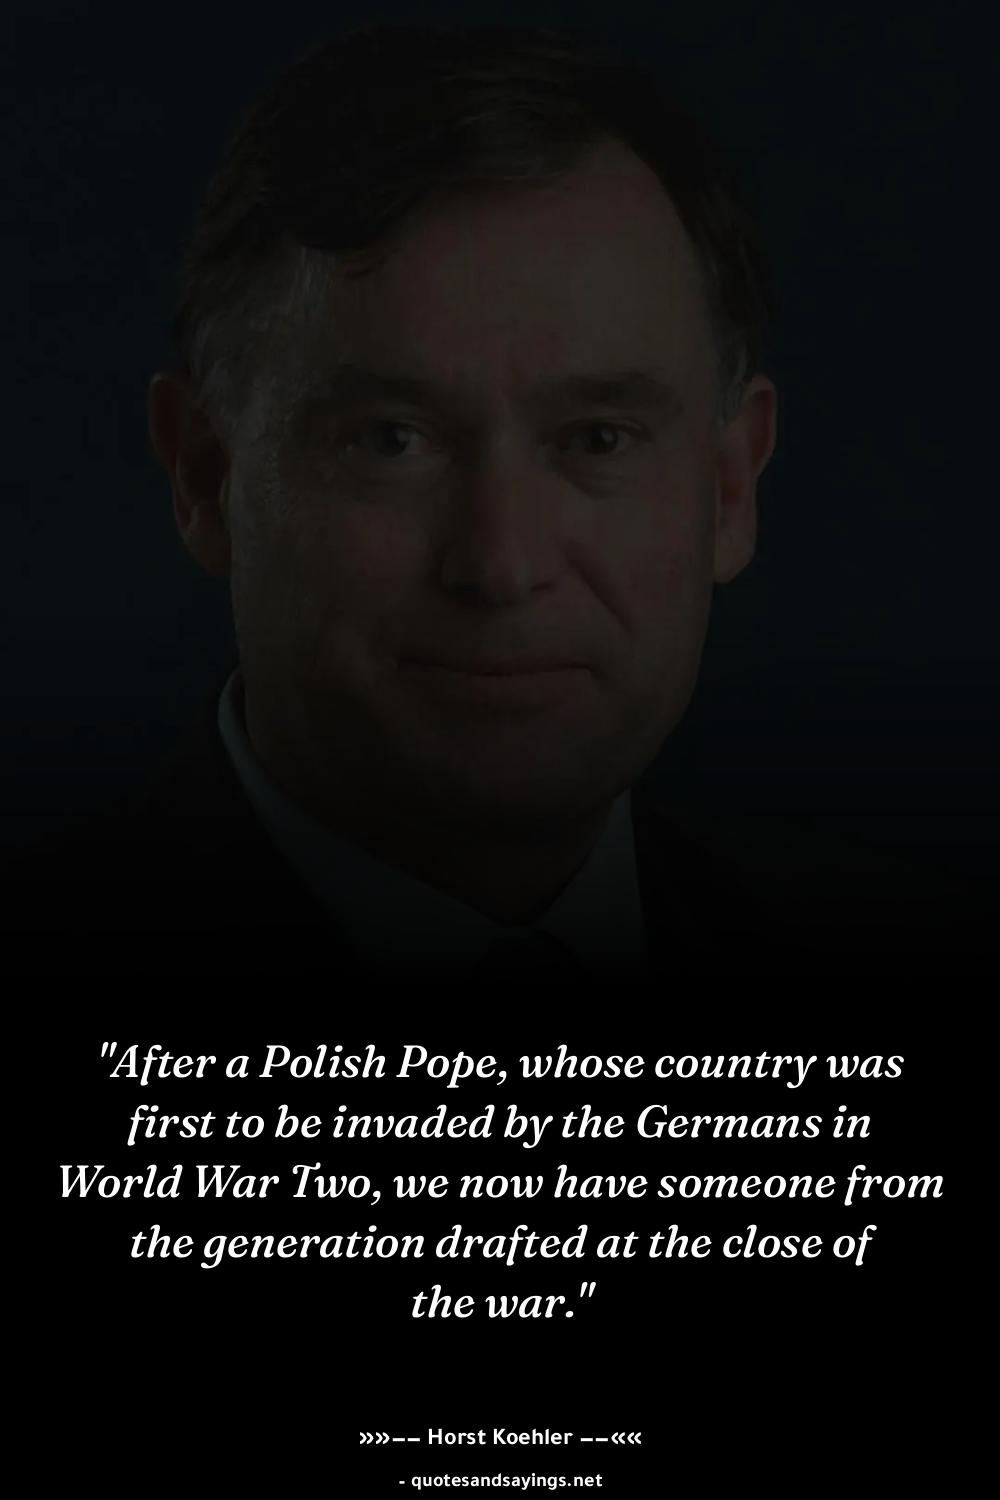 "After a Polish Pope, whose country was
first to be invaded by the Germans in
World War Two, we now have someone from
the generation drafted at the close of
the war."
»»–– Horst Koehler ––««
- quotesandsayings.net